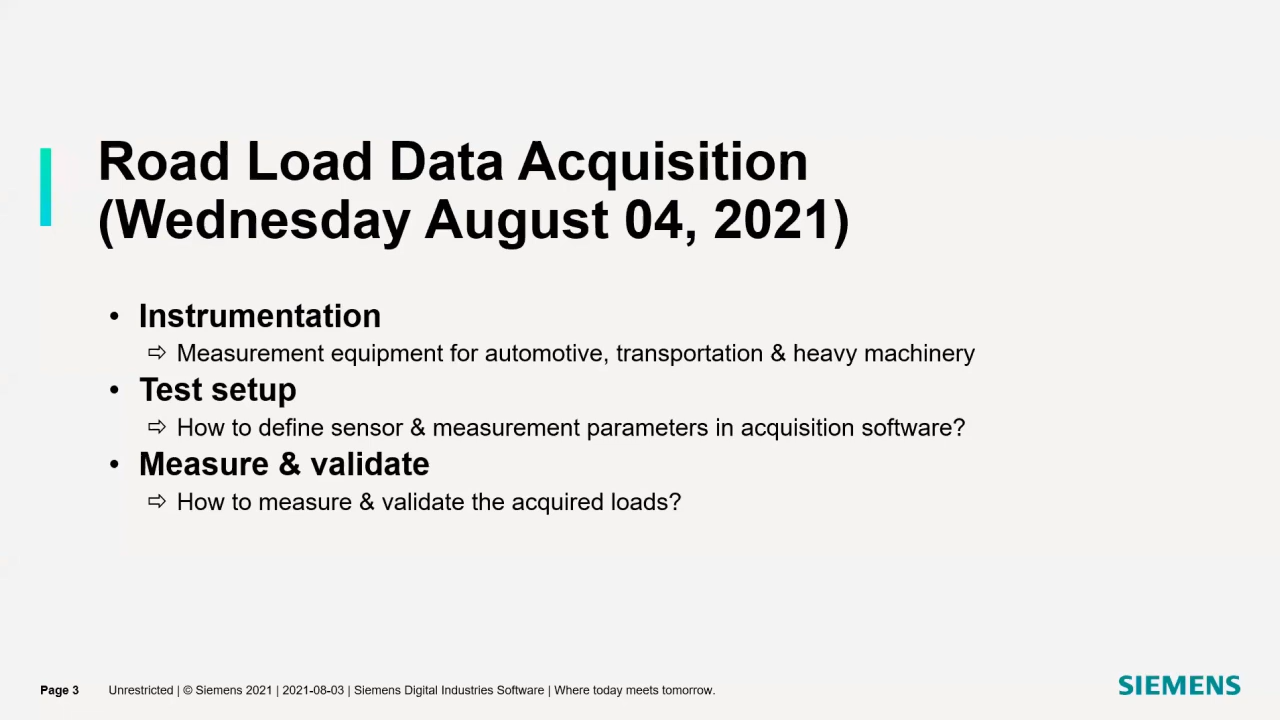 Road Load Data Acquisition
(Wednesday August 04, 2021)
• Instrumentation
⇨ Measurement equipment for automotive, transportation & heavy machinery
• Test setup
⇨ How to define sensor & measurement parameters in acquisition software?
• Measure & validate
⇨ How to measure & validate the acquired loads?
Page 3 Unrestricted | © Siemens 2021 | 2021-08-03 | Siemens Digital Industries Software | Where today meets tomorrow.
SIEMENS